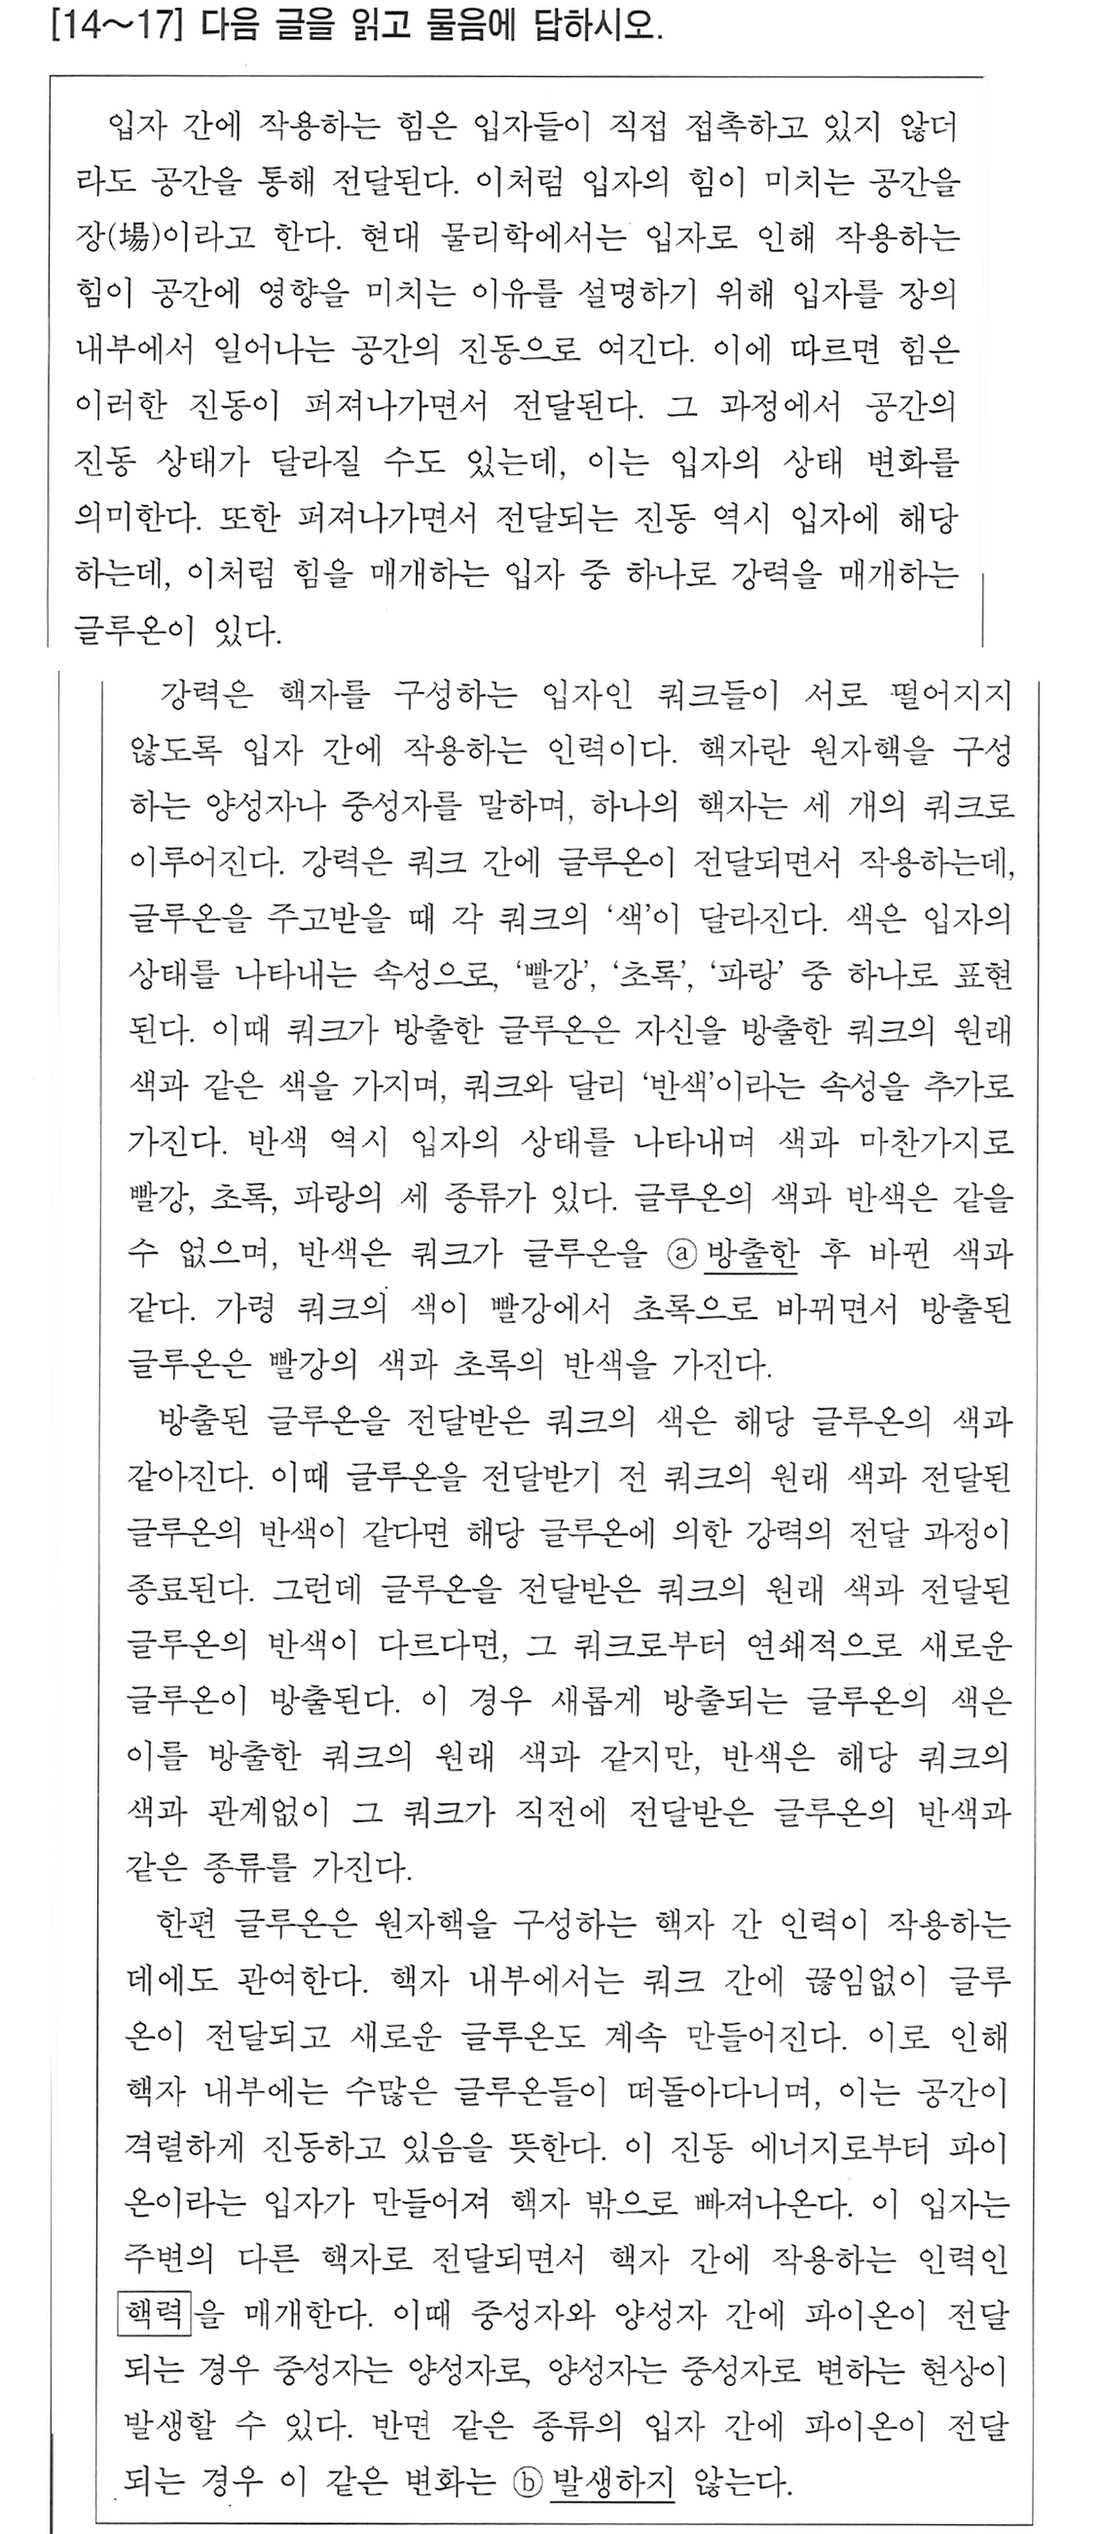 [14～17] 다음 글을 읽고 물음에 답하시오.
입자 간에 작용하는 힘은 입자들이 직접 접촉하고 있지 않더
라도 공간을 통해 전달된다. 이처럼 입자의 힘이 미치는 공간을
장(場)이라고 한다. 현대 물리학에서는 입자로 인해 작용하는
힘이 공간에 영향을 미치는 이유를 설명하기 위해 입자를 장의
내부에서 일어나는 공간의 진동으로 여긴다. 이에 따르면 힘은
이러한 진동이 퍼져나가면서 전달된다. 그 과정에서 공간의
진동 상태가 달라질 수도 있는데, 이는 입자의 상태 변화를
의미한다. 또한 퍼져나가면서 전달되는 진동 역시 입자에 해당
하는데, 이처럼 힘을 매개하는 입자 중 하나로 강력을 매개하는
글루온이 있다.
강력은 핵자를 구성하는 입자인 쿼크들이 서로 떨어지지
않도록 입자 간에 작용하는 인력이다. 핵자란 원자핵을 구성
하는 양성자나 중성자를 말하며, 하나의 핵자는 세 개의 쿼크로
이루어진다. 강력은 쿼크 간에 글루온이 전달되면서 작용하는데,
글루온을 주고받을 때 각 쿼크의 ‘색’이 달라진다. 색은 입자의
상태를 나타내는 속성으로, ‘빨강’, ‘초록’, ‘파랑’ 중 하나로 표현
된다. 이때 쿼크가 방출한 글루온은 자신을 방출한 쿼크의 원래
색과 같은 색을 가지며, 쿼크와 달리 ‘반색’이라는 속성을 추가로
가진다. 반색 역시 입자의 상태를 나타내며 색과 마찬가지로
빨강, 초록, 파랑의 세 종류가 있다. 글루온의 색과 반색은 같을
수 없으며, 반색은 쿼크가 글루온을 ⓐ방출한 후 바뀐 색과
같다. 가령 쿼크의 색이 빨강에서 초록으로 바뀌면서 방출된
글루온은 빨강의 색과 초록의 반색을 가진다.
방출된 글루온을 전달받은 쿼크의 색은 해당 글루온의 색과
같아진다. 이때 글루온을 전달받기 전 쿼크의 원래 색과 전달된
글루온의 반색이 같다면 해당 글루온에 의한 강력의 전달 과정이
종료된다. 그런데 글루온을 전달받은 쿼크의 원래 색과 전달된
글루온의 반색이 다르다면, 그 쿼크로부터 연쇄적으로 새로운
글루온이 방출된다. 이 경우 새롭게 방출되는 글루온의 색은
이를 방출한 쿼크의 원래 색과 같지만, 반색은 해당 쿼크의
색과 관계없이 그 쿼크가 직전에 전달받은 글루온의 반색과
같은 종류를 가진다.
한편 글루온은 원자핵을 구성하는 핵자 간 인력이 작용하는
데에도 관여한다. 핵자 내부에서는 쿼크 간에 끊임없이 글루
온이 전달되고 새로운 글루온도 계속 만들어진다. 이로 인해
핵자 내부에는 수많은 글루온들이 떠돌아다니며, 이는 공간이
격렬하게 진동하고 있음을 뜻한다. 이 진동 에너지로부터 파이
온이라는 입자가 만들어져 핵자 밖으로 빠져나온다. 이 입자는
주변의 다른 핵자로 전달되면서 핵자 간에 작용하는 인력인
핵력을 매개한다. 이때 중성자와 양성자 간에 파이온이 전달
되는 경우 중성자는 양성자로, 양성자는 중성자로 변하는 현상이
발생할 수 있다. 반면 같은 종류의 입자 간에 파이온이 전달
되는 경우 이 같은 변화는 ⓑ발생하지 않는다.